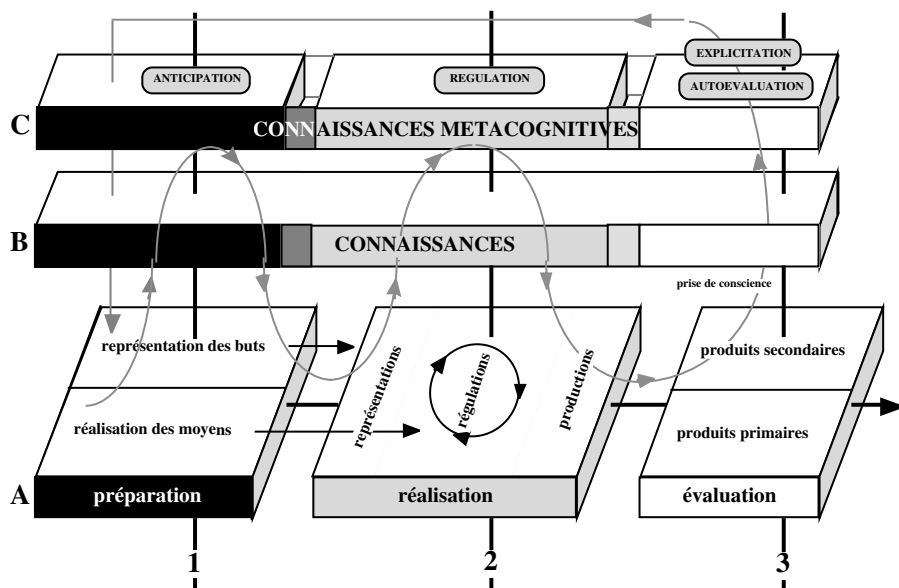 EXPLICITATION
ANTICIPATION
REGULATION
AUTOEVALUATION
C
CONNAISSANCES METACOGNITIVES
B
CONNAISSANCES
prise de conscience
représentation des buts
produits secondaires
représentations
régulations
productions
réalisation des moyens
produits primaires
A
préparation
réalisation
évaluation
1
2
3